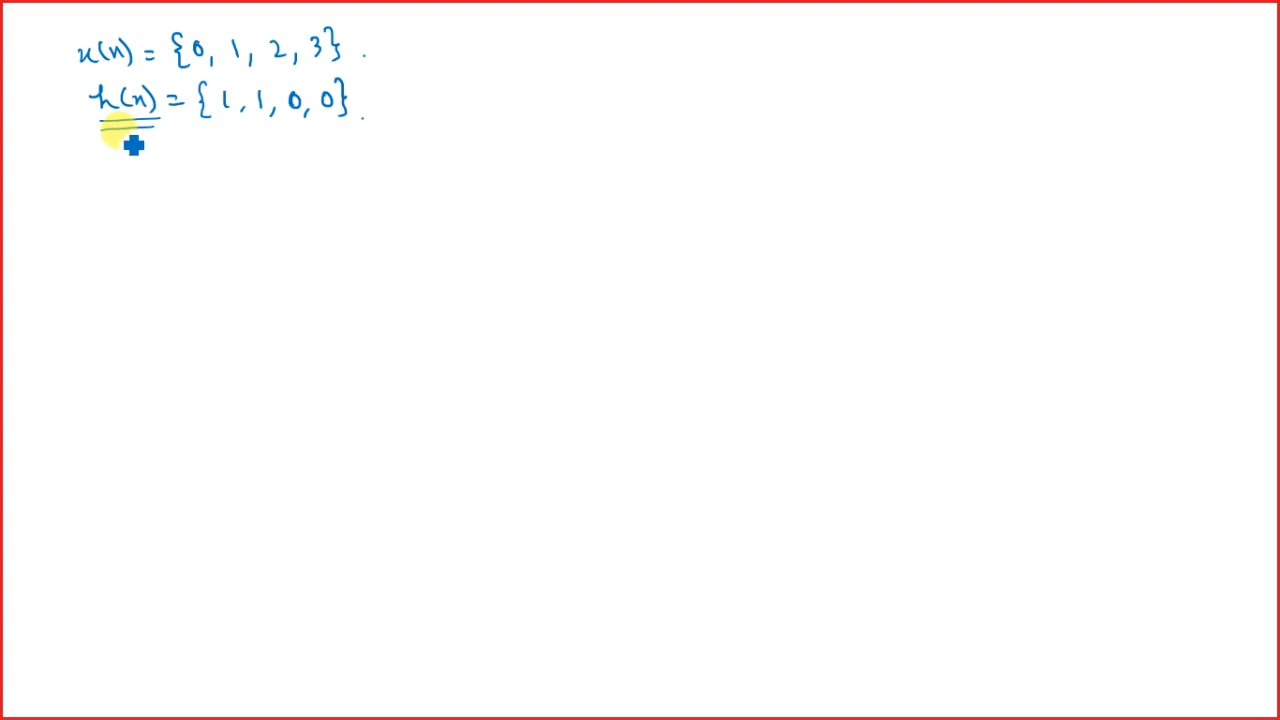 x(n) = {0, 1, 2, 3} .
h(n) = {1, 1, 0, 0} .